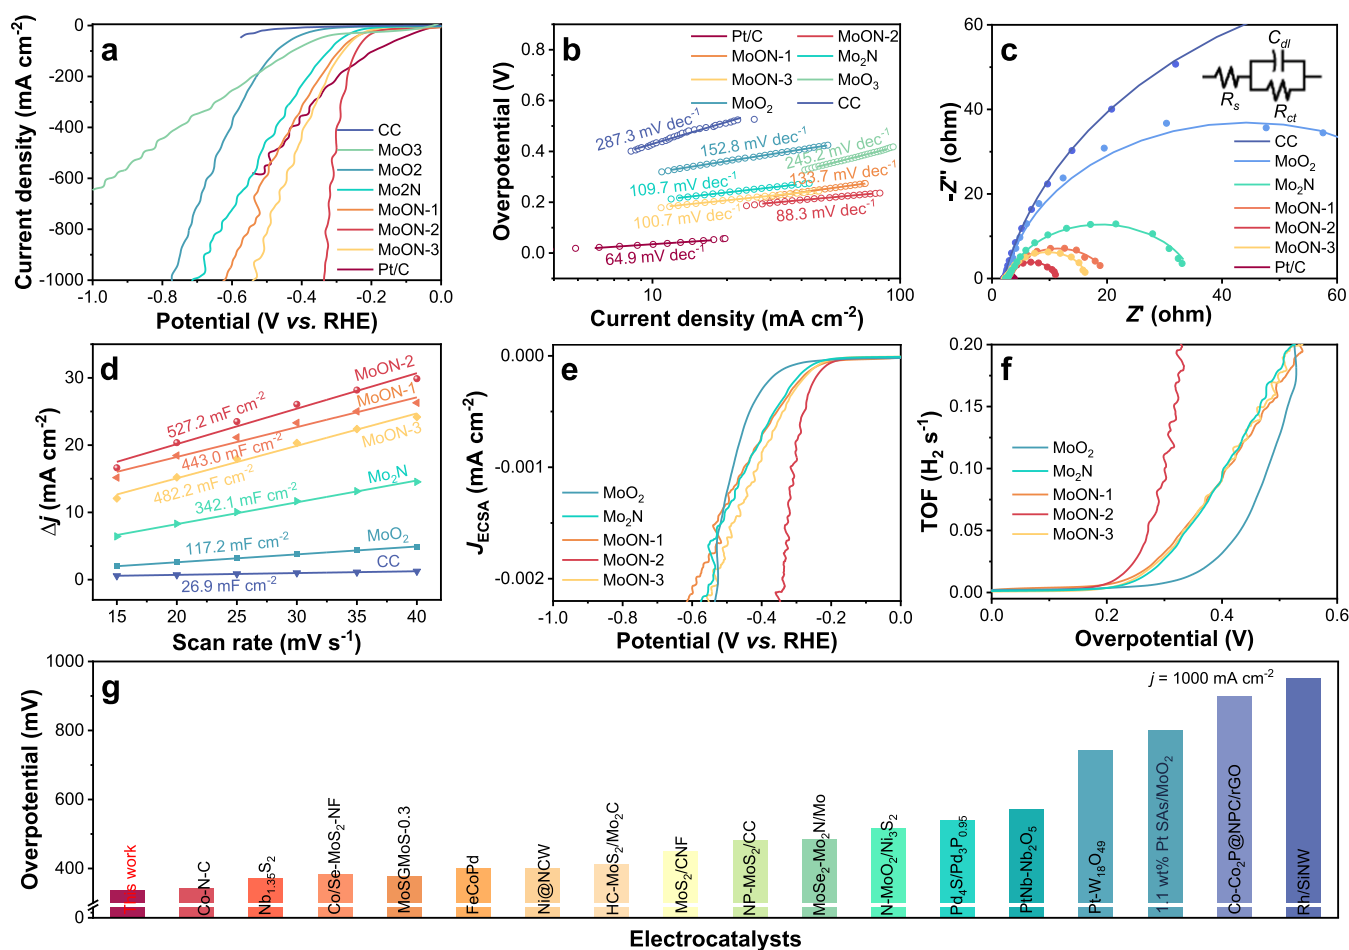 a
Current density (mA cm⁻²)
0
-200
-400
-600
-800
-1000
-1.0
-0.8
-0.6
-0.4
-0.2
0.0
Potential (V vs. RHE)
CC
MoO3
MoO2
Mo2N
MoON-1
MoON-2
MoON-3
Pt/C
b
Overpotential (V)
0.8
0.6
0.4
0.2
0.0
10
100
Current density (mA cm⁻²)
Pt/C
MoON-1
MoON-3
MoO₂
MoON-2
Mo₂N
MoO₃
CC
287.3 mV dec⁻¹
152.8 mV dec⁻¹
245.2 mV dec⁻¹
109.7 mV dec⁻¹
133.7 mV dec⁻¹
100.7 mV dec⁻¹
88.3 mV dec⁻¹
64.9 mV dec⁻¹
c
-Z'' (ohm)
60
40
20
0
0
20
40
60
Z' (ohm)
Cdl
Rs
Rct
CC
MoO₂
Mo₂N
MoON-1
MoON-2
MoON-3
Pt/C
d
Δj (mA cm⁻²)
30
20
10
0
15
20
25
30
35
40
Scan rate (mV s⁻¹)
MoON-2
527.2 mF cm⁻²
MoON-1
443.0 mF cm⁻²
MoON-3
482.2 mF cm⁻²
Mo₂N
342.1 mF cm⁻²
MoO₂
117.2 mF cm⁻²
CC
26.9 mF cm⁻²
e
JECSA (mA cm⁻²)
0.000
-0.001
-0.002
-1.0
-0.8
-0.6
-0.4
-0.2
0.0
Potential (V vs. RHE)
MoO₂
Mo₂N
MoON-1
MoON-2
MoON-3
f
TOF (H₂ s⁻¹)
0.20
0.15
0.10
0.05
0.00
0.0
0.2
0.4
0.6
Overpotential (V)
MoO₂
Mo₂N
MoON-1
MoON-2
MoON-3
g
j = 1000 mA cm⁻²
Overpotential (mV)
1000
800
600
400
0
This work
Co-N-C
Nb₁.₃₅S₂
Co/Se-MoS₂-NF
MoSGMoS-0.3
FeCoPd
Ni@NCW
HC-MoS₂/Mo₂C
MoS₂/CNF
NP-MoS₂/CC
MoSe₂-Mo₂N/Mo
N-MoO₂/Ni₃S₂
Pd₄S/Pd₃P₀.₉₅
PtNb-Nb₂O₅
Pt-W₁₈O₄₉
1.1 wt% Pt SAs/MoO₂
Co-Co₂P@NPC/rGO
Rh/SiNW
Electrocatalysts